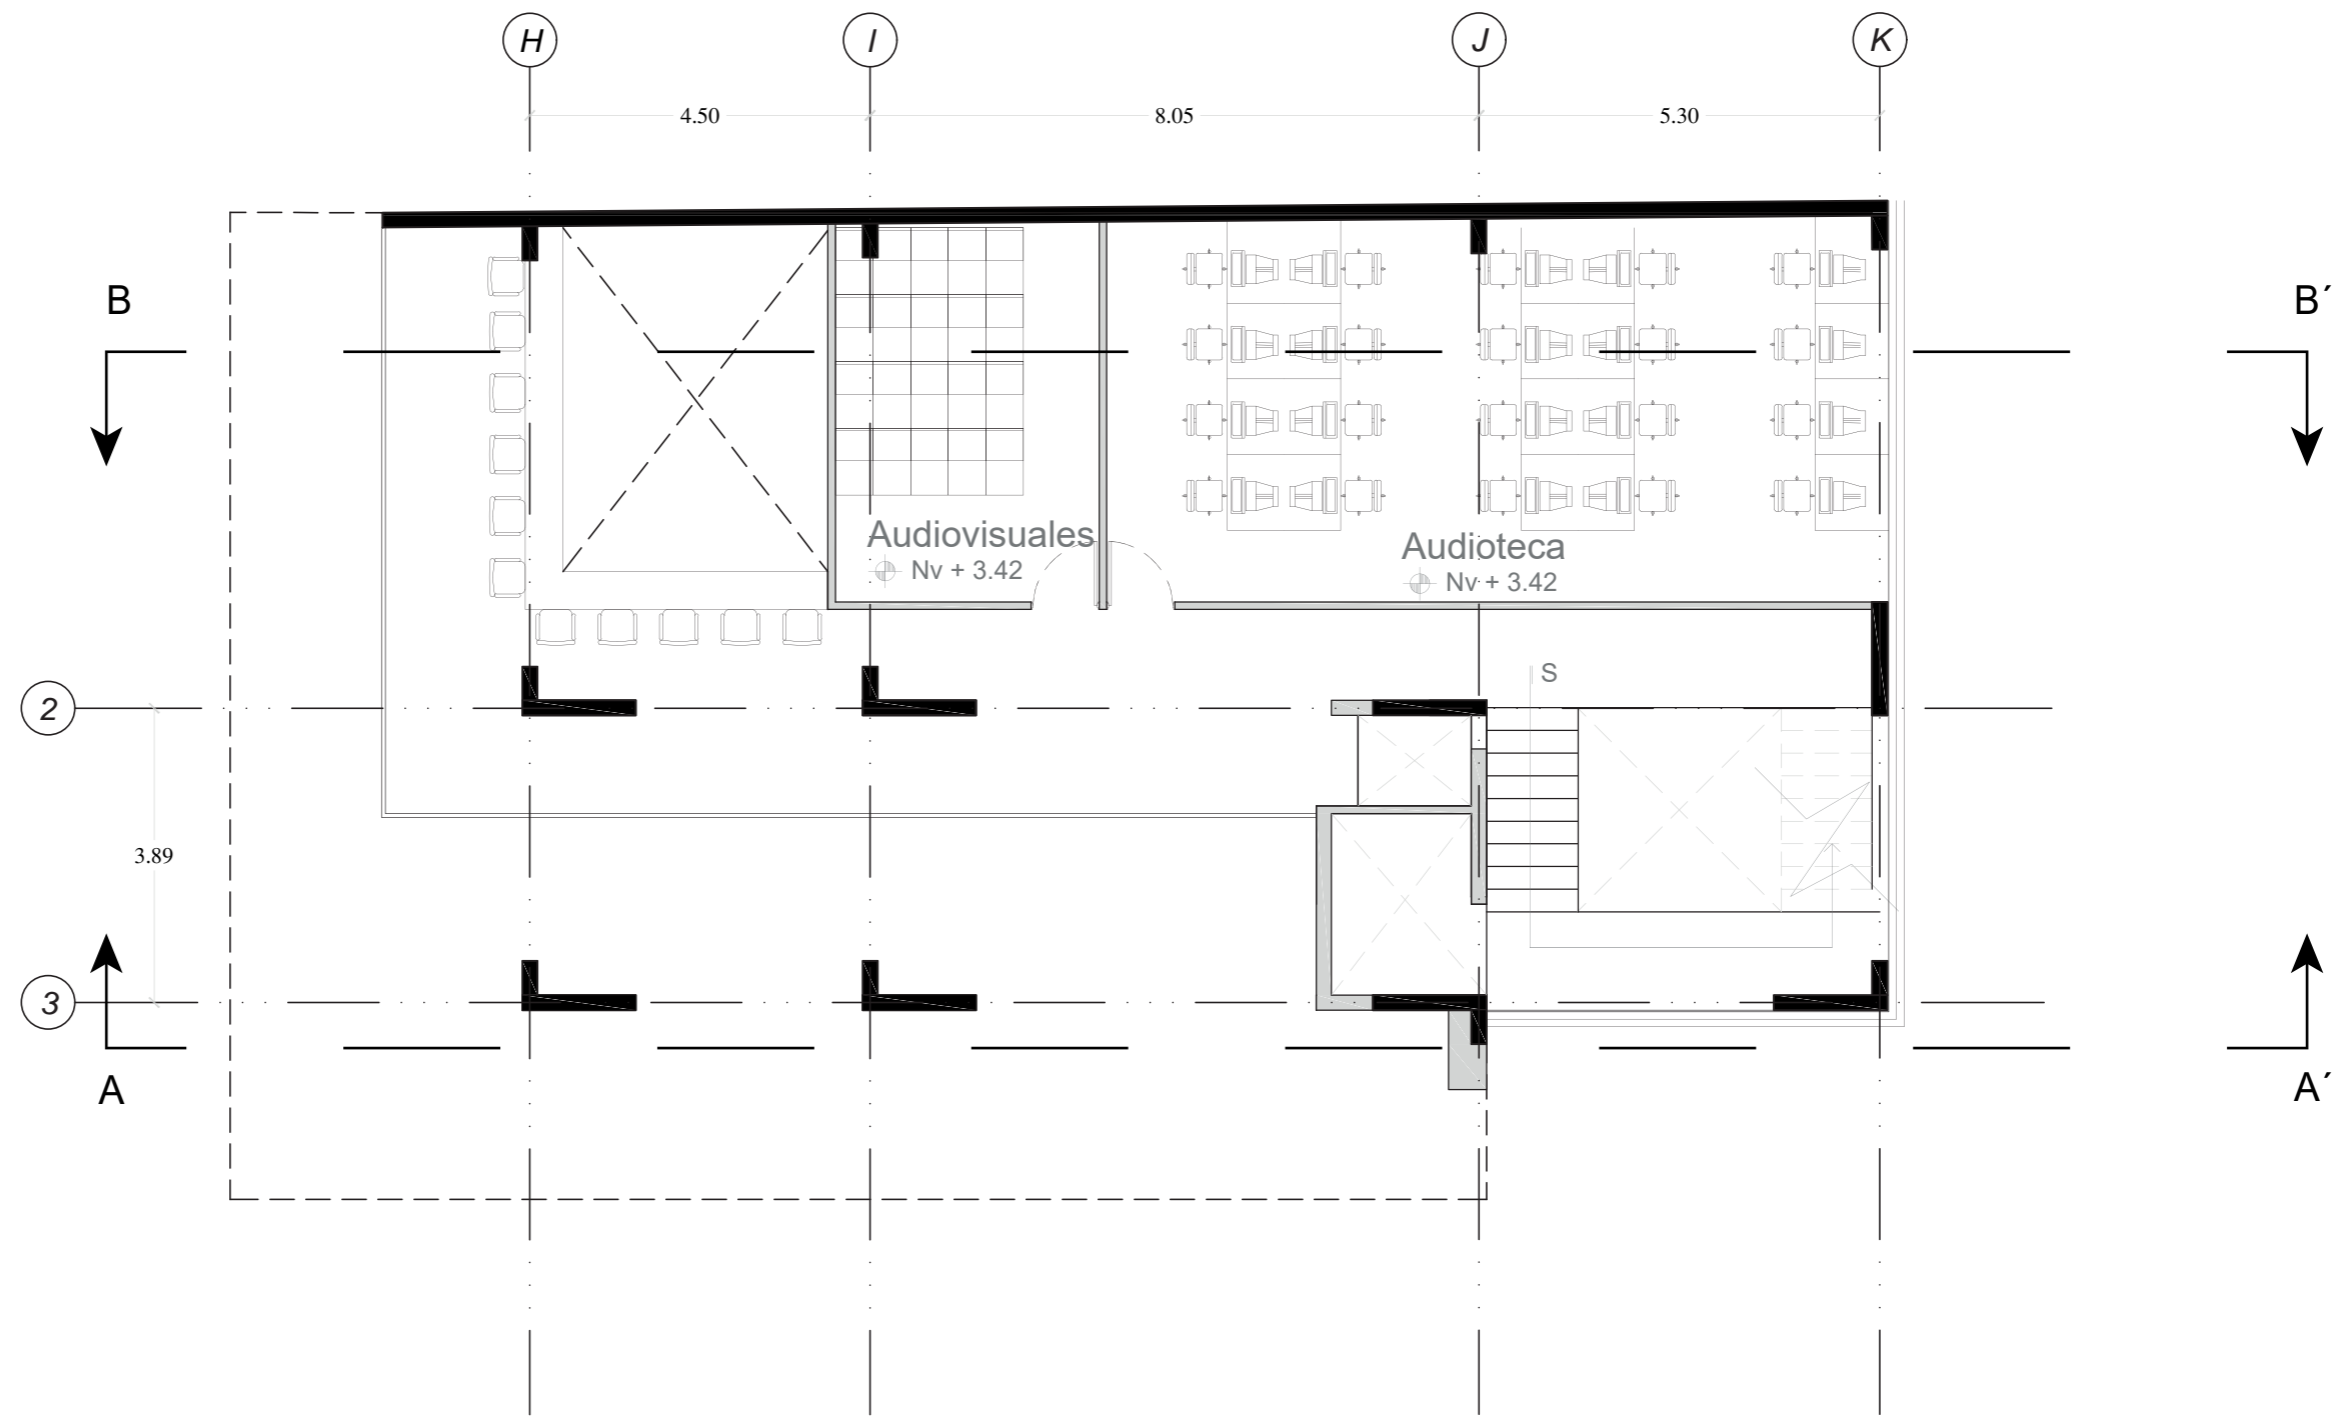 H I J K
4.50 8.05 5.30
B B´
Audiovisuales
Nv + 3.42
Audioteca
Nv + 3.42
S
2
3.89
3
A A´